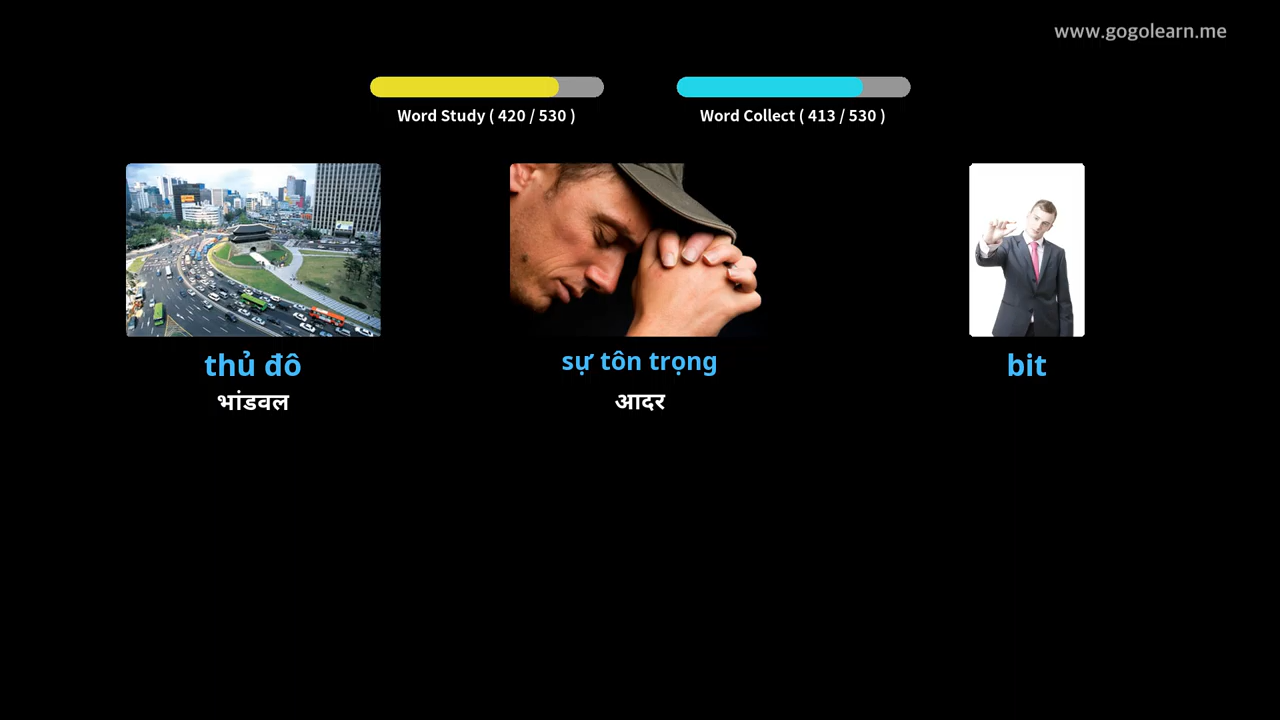 www.gogolearn.me
Word Study ( 420 / 530 )
Word Collect ( 413 / 530 )
thủ đô
sự tôn trọng
bit
भांडवल
आदर